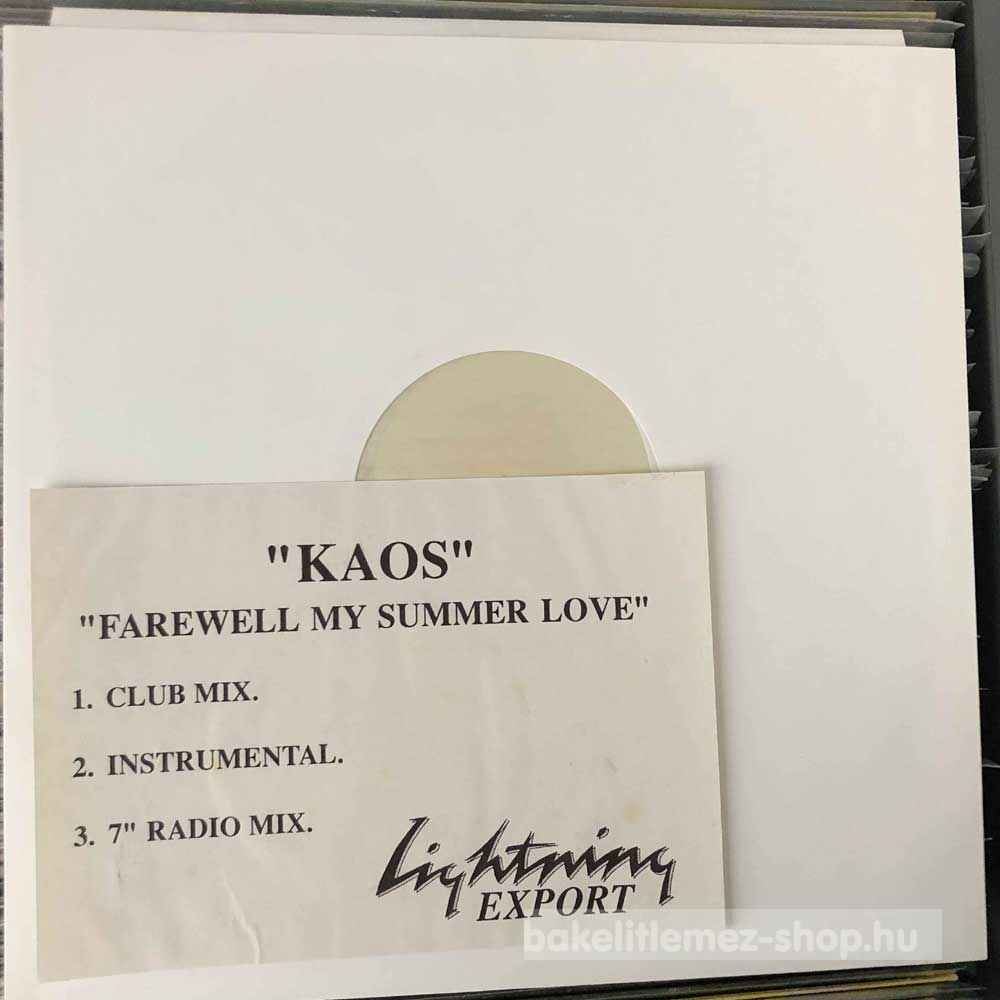 "KAOS"
"FAREWELL MY SUMMER LOVE"
1. CLUB MIX.
2. INSTRUMENTAL.
3. 7" RADIO MIX.
Lightning
EXPORT
bakelitlemez-shop.hu